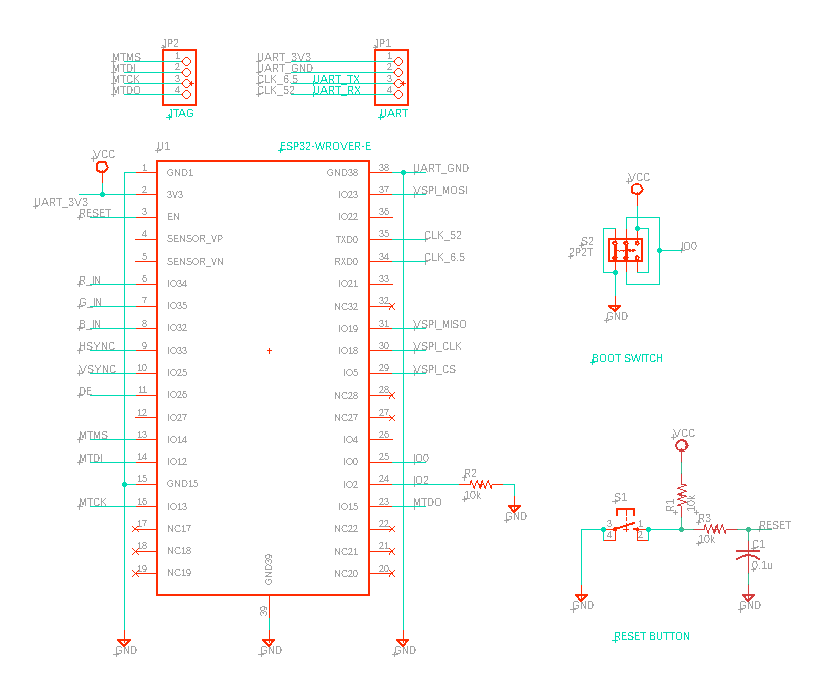 JP2
MTMS 1
MTDI 2
MTCK 3
MTDO 4
JTAG
JP1
UART_3V3 1
UART_GND 2
CLK_6.5 UART_TX 3
CLK_52 UART_RX 4
UART
U1 ESP32-WROVER-E
VCC
1 GND1 GND38 38 UART_GND
UART_3V3 2 3V3 IO23 37 VSPI_MOSI
RESET 3 EN IO22 36
4 SENSOR_VP TXD0 35 CLK_52
5 SENSOR_VN RXD0 34 CLK_6.5
R_IN 6 IO34 IO21 33
G_IN 7 IO35 NC32 32
B_IN 8 IO32 IO19 31 VSPI_MISO
HSYNC 9 IO33 IO18 30 VSPI_CLK
VSYNC 10 IO25 IO5 29 VSPI_CS
DE 11 IO26 NC28 28
12 IO27 NC27 27
MTMS 13 IO14 IO4 26
MTDI 14 IO12 IO0 25 IO0
15 GND15 IO2 24 IO2
MTCK 16 IO13 IO15 23 MTDO
17 NC17 NC22 22
18 NC18 NC21 21
19 NC19 NC20 20
GND39
39
GND
GND
GND
R2
10k
GND
VCC
S2
2P2T
IO0
GND
BOOT SWITCH
VCC
R1
10k
S1
3 1
4 2
R3
10k
RESET
C1
0.1u
GND
GND
RESET BUTTON